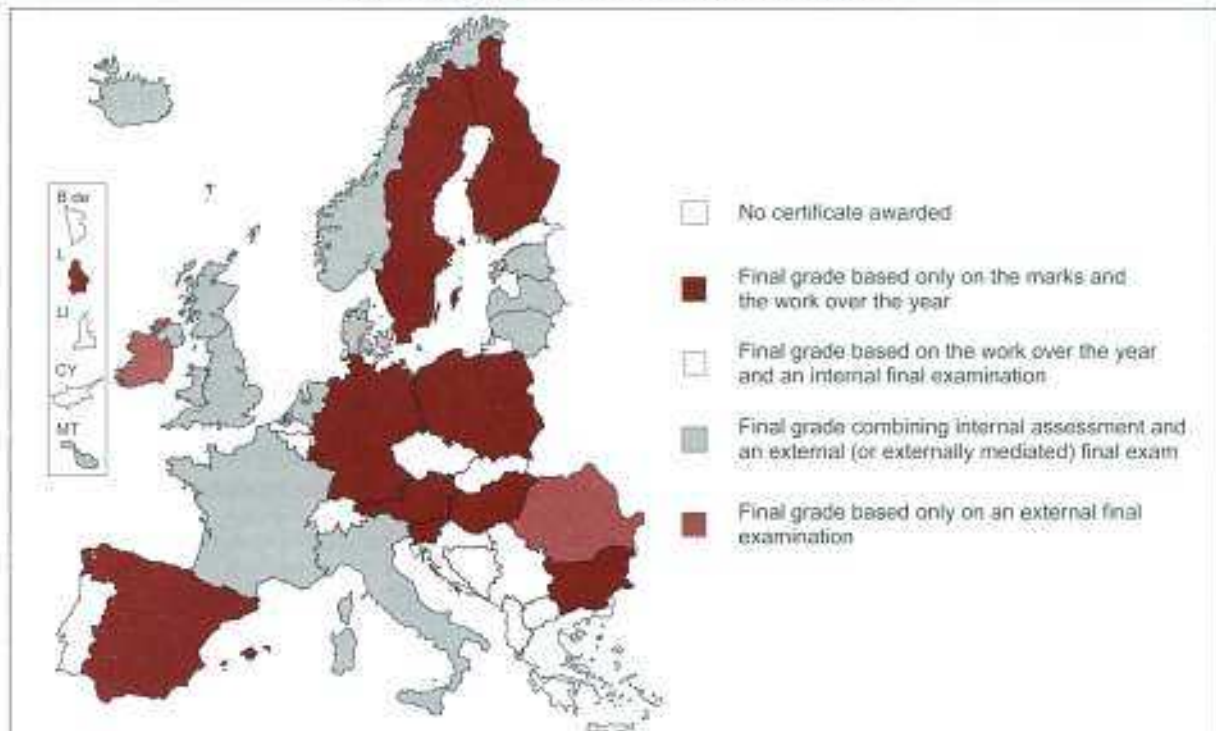 B de
L
LI
CY
MT
No certificate awarded
Final grade based only on the marks and
the work over the year
Final grade based on the work over the year
and an internal final examination
Final grade combining internal assessment and
an external (or externally mediated) final exam
Final grade based only on an external final
examination